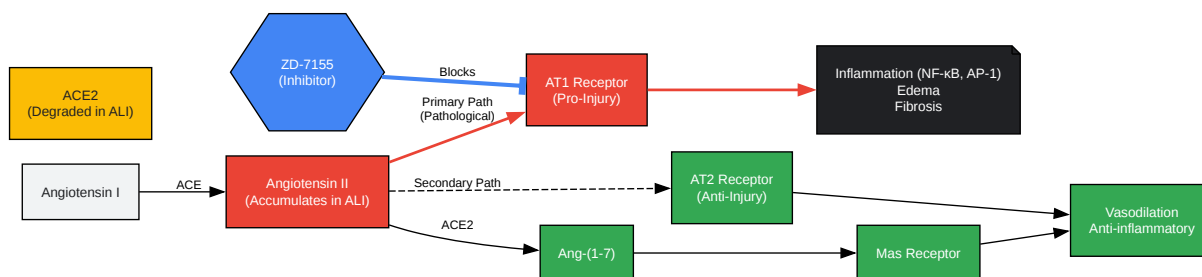 ZD-7155
(Inhibitor)
Blocks
AT1 Receptor
(Pro-Injury)
Inflammation (NF-κB, AP-1)
Edema
Fibrosis
ACE2
(Degraded in ALI)
Primary Path
(Pathological)
Angiotensin I
ACE
Angiotensin II
(Accumulates in ALI)
Secondary Path
AT2 Receptor
(Anti-Injury)
ACE2
Ang-(1-7)
Mas Receptor
Vasodilation
Anti-inflammatory